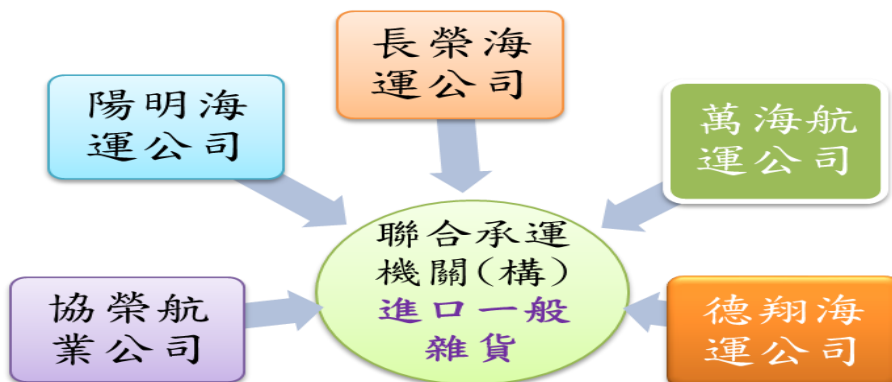 長榮海
運公司
陽明海
運公司
萬海航
運公司
聯合承運
機關(構)
進口一般
雜貨
協榮航
業公司
德翔海
運公司